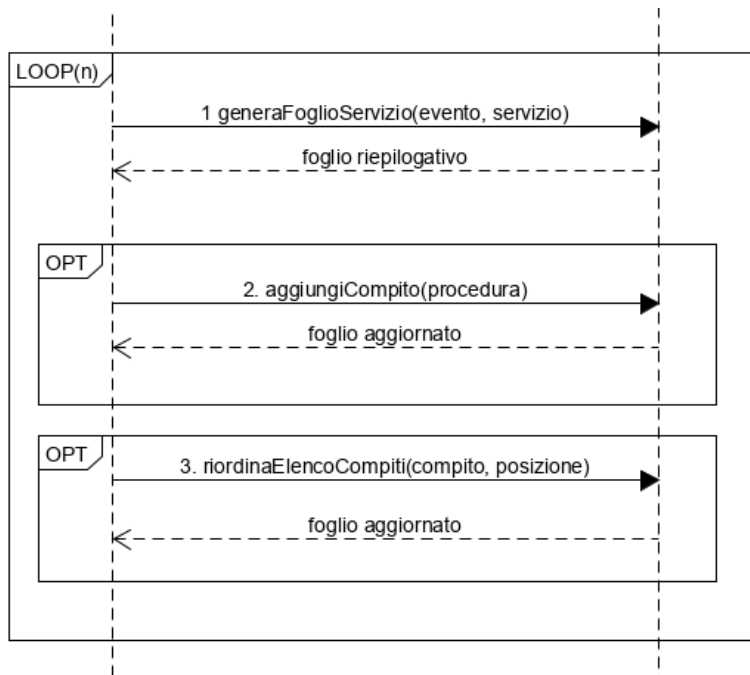 LOOP(n)
1 generaFoglioServizio(evento, servizio)
foglio riepilogativo
OPT
2. aggiungiCompito(procedura)
foglio aggiornato
OPT
3. riordinaElencoCompiti(compito, posizione)
foglio aggiornato